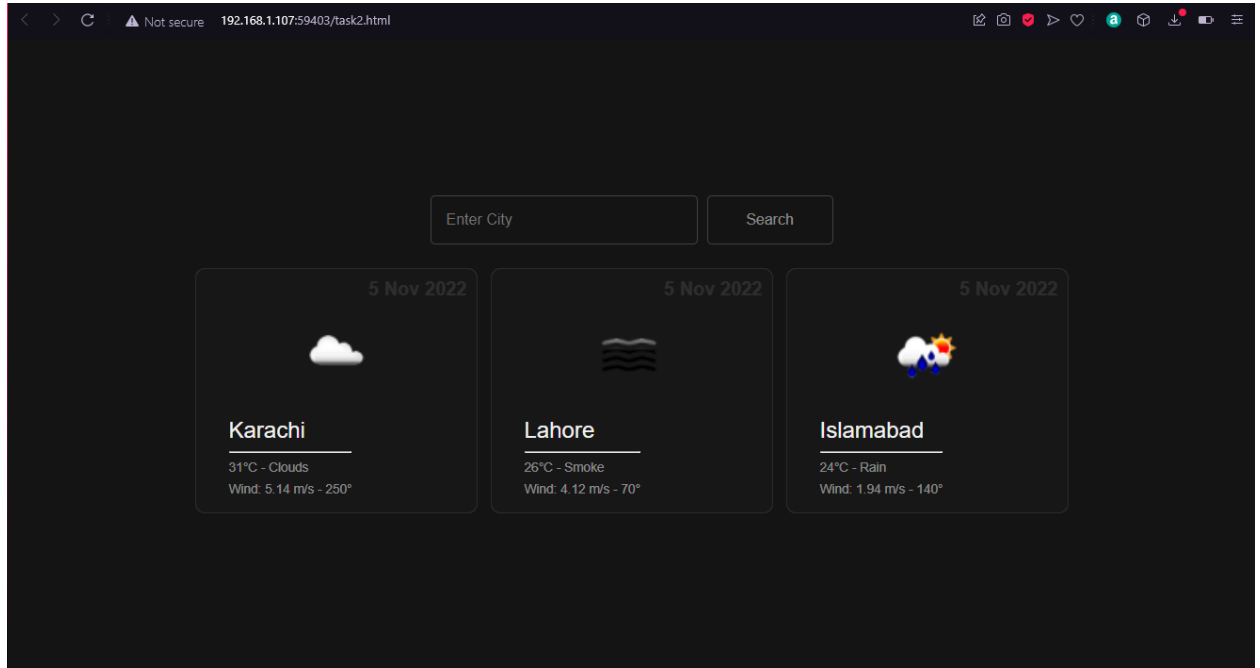 Not secure 192.168.1.107:59403/task2.html
a
Enter City
Search
5 Nov 2022
5 Nov 2022
5 Nov 2022
Karachi
31°C - Clouds
Wind: 5.14 m/s - 250°
Lahore
26°C - Smoke
Wind: 4.12 m/s - 70°
Islamabad
24°C - Rain
Wind: 1.94 m/s - 140°